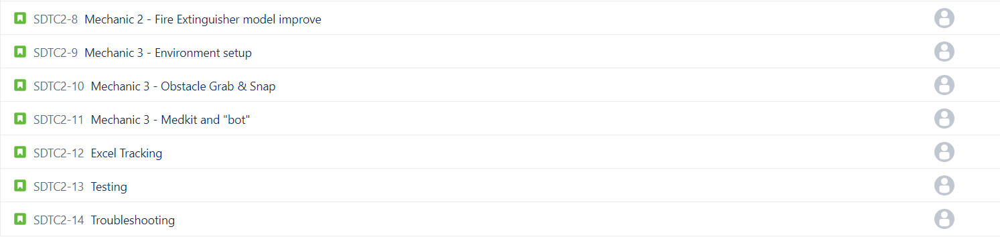 SDTC2-8 Mechanic 2 - Fire Extinguisher model improve
SDTC2-9 Mechanic 3 - Environment setup
SDTC2-10 Mechanic 3 - Obstacle Grab & Snap
SDTC2-11 Mechanic 3 - Medkit and "bot"
SDTC2-12 Excel Tracking
SDTC2-13 Testing
SDTC2-14 Troubleshooting